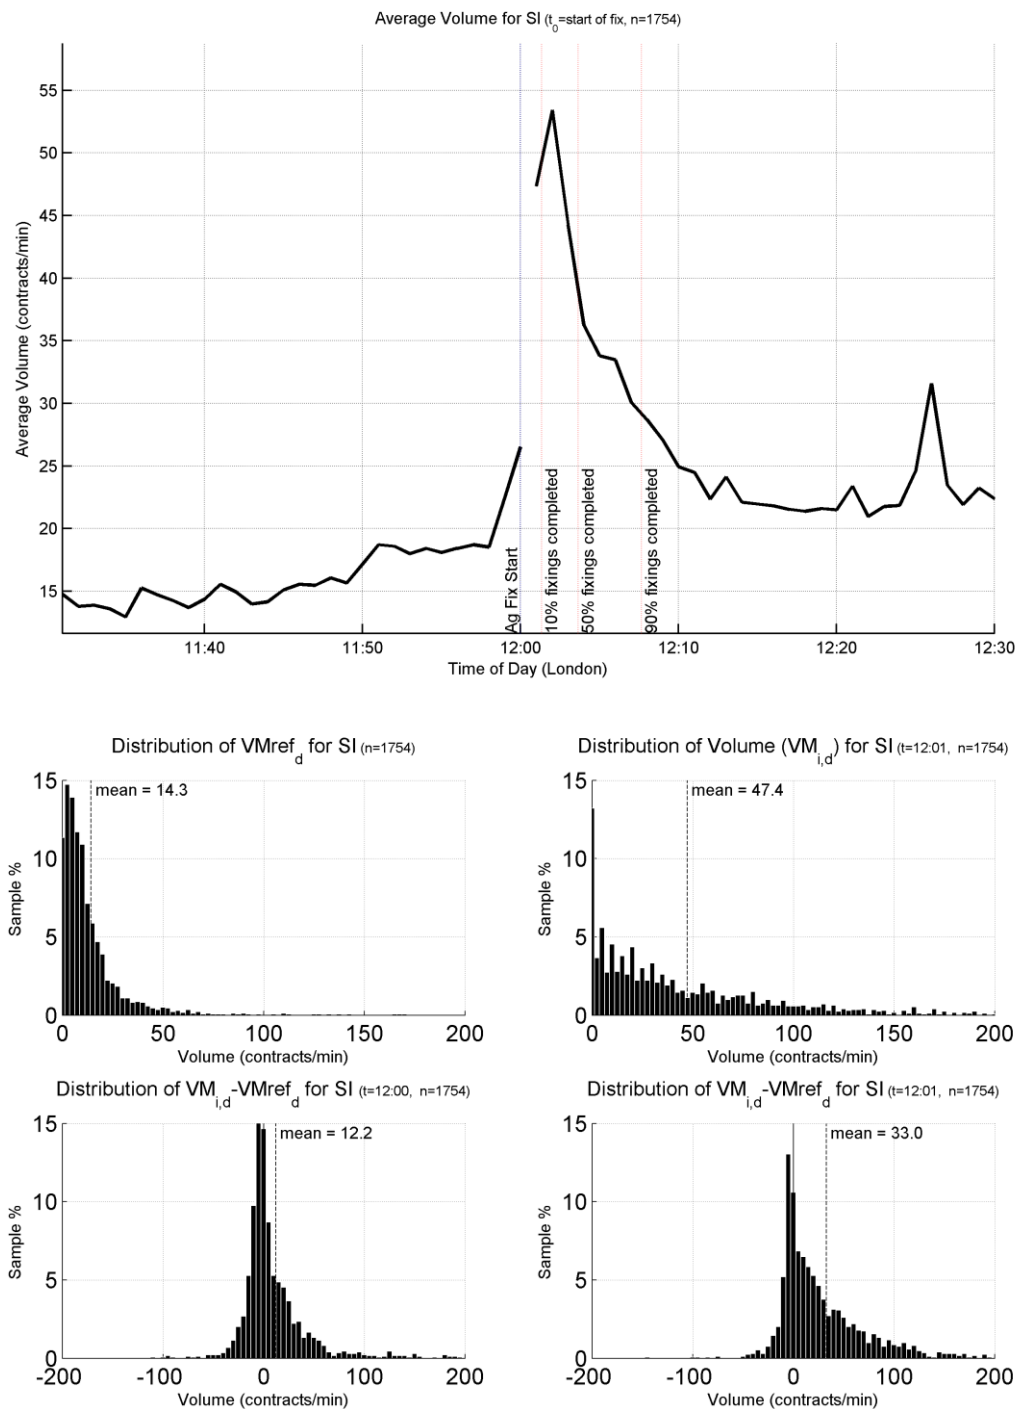 Average Volume for SI (t0=start of fix, n=1754)
55
50
45
40
35
30
25
20
15
Average Volume (contracts/min)
Ag Fix Start
10% fixings completed
50% fixings completed
90% fixings completed
11:40 11:50 12:00 12:10 12:20 12:30
Time of Day (London)
Distribution of VMrefd for SI (n=1754)
mean = 14.3
15
10
5
0
Sample %
0 50 100 150 200
Volume (contracts/min)
Distribution of Volume (VMi,d) for SI (t=12:01, n=1754)
mean = 47.4
15
10
5
0
Sample %
0 50 100 150 200
Volume (contracts/min)
Distribution of VMi,d-VMrefd for SI (t=12:00, n=1754)
mean = 12.2
15
10
5
0
Sample %
-200 -100 0 100 200
Volume (contracts/min)
Distribution of VMi,d-VMrefd for SI (t=12:01, n=1754)
mean = 33.0
15
10
5
0
Sample %
-200 -100 0 100 200
Volume (contracts/min)